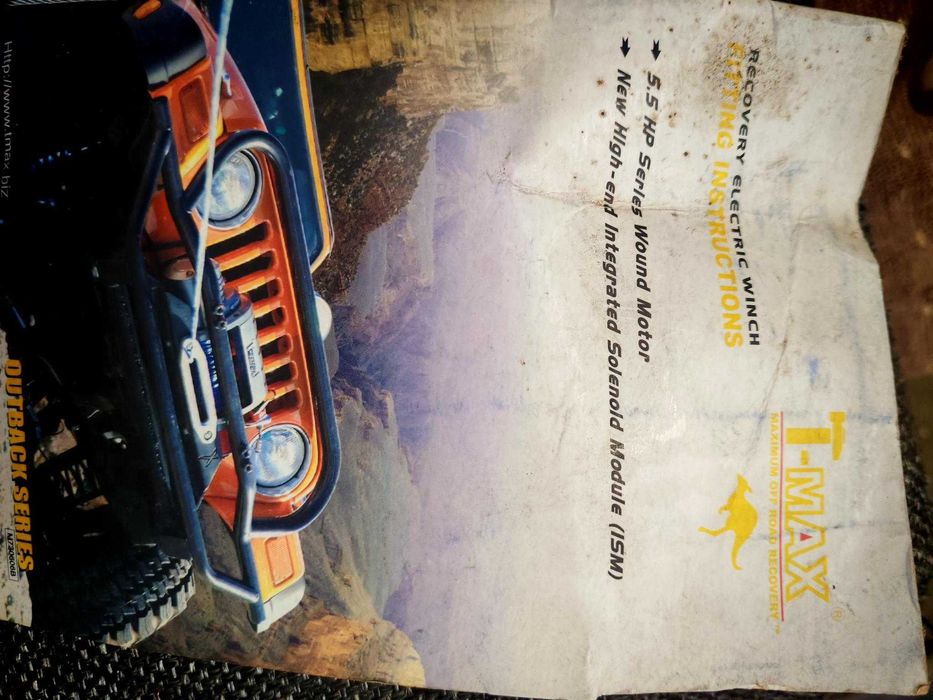 T-MAX®
MAXIMUM OFF ROAD RECOVERY™
RECOVERY ELECTRIC WINCH
FITTING INSTRUCTIONS
5.5 HP Series Wound Motor
New High-end Integrated Solenoid Module (ISM)
OUTBACK SERIES
Http://www.tmax.biz